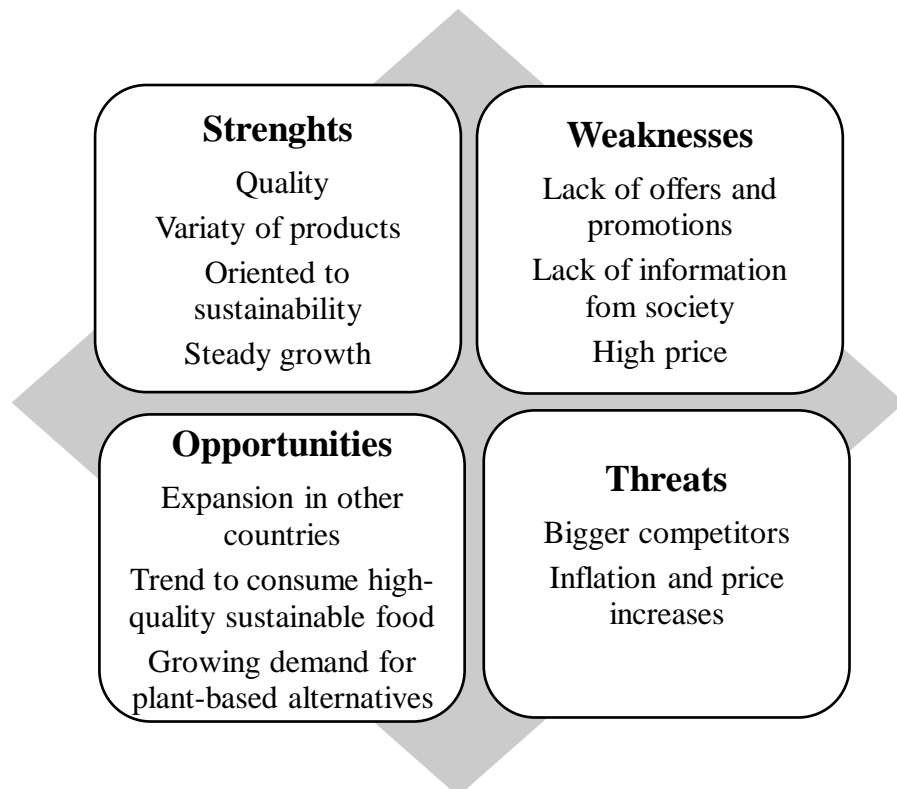 Strenghts
Quality
Variaty of products
Oriented to
sustainability
Steady growth
Weaknesses
Lack of offers and
promotions
Lack of information
fom society
High price
Opportunities
Expansion in other
countries
Trend to consume high-
quality sustainable food
Growing demand for
plant-based alternatives
Threats
Bigger competitors
Inflation and price
increases